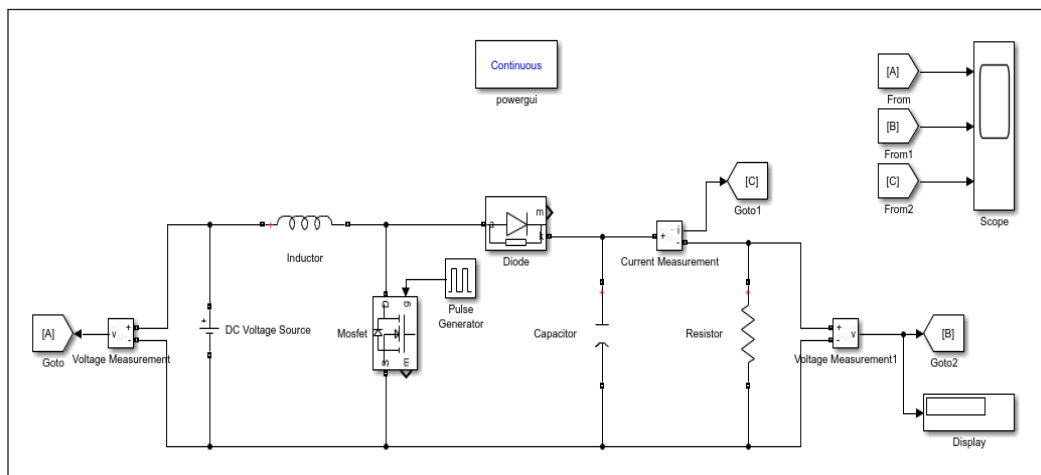 Continuous
powergui
[A]
From
[B]
From1
[C]
From2
Scope
[C]
Goto1
Inductor
a
m
k
Diode
i
+
-
Current Measurement
Pulse
Generator
D
g
S
m
Mosfet
+
DC Voltage Source
Capacitor
Resistor
[A]
Goto
v
+
-
Voltage Measurement
+
-
v
Voltage Measurement1
[B]
Goto2
Display